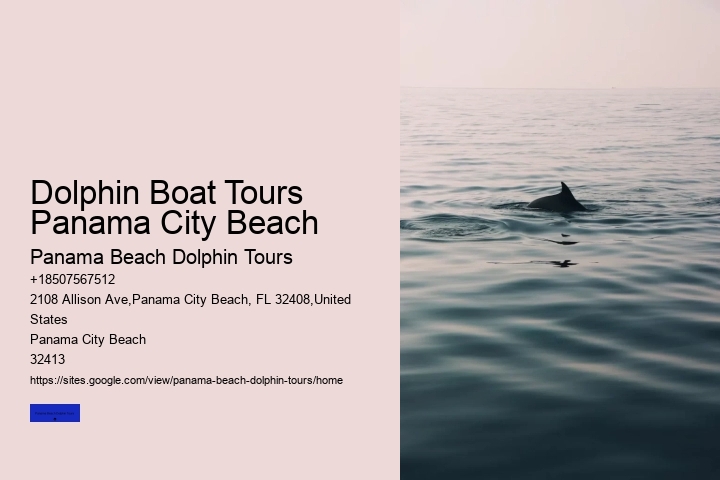 Dolphin Boat Tours
Panama City Beach
Panama Beach Dolphin Tours
+18507567512
2108 Allison Ave,Panama City Beach, FL 32408,United
States
Panama City Beach
32413
https://sites.google.com/view/panama-beach-dolphin-tours/home